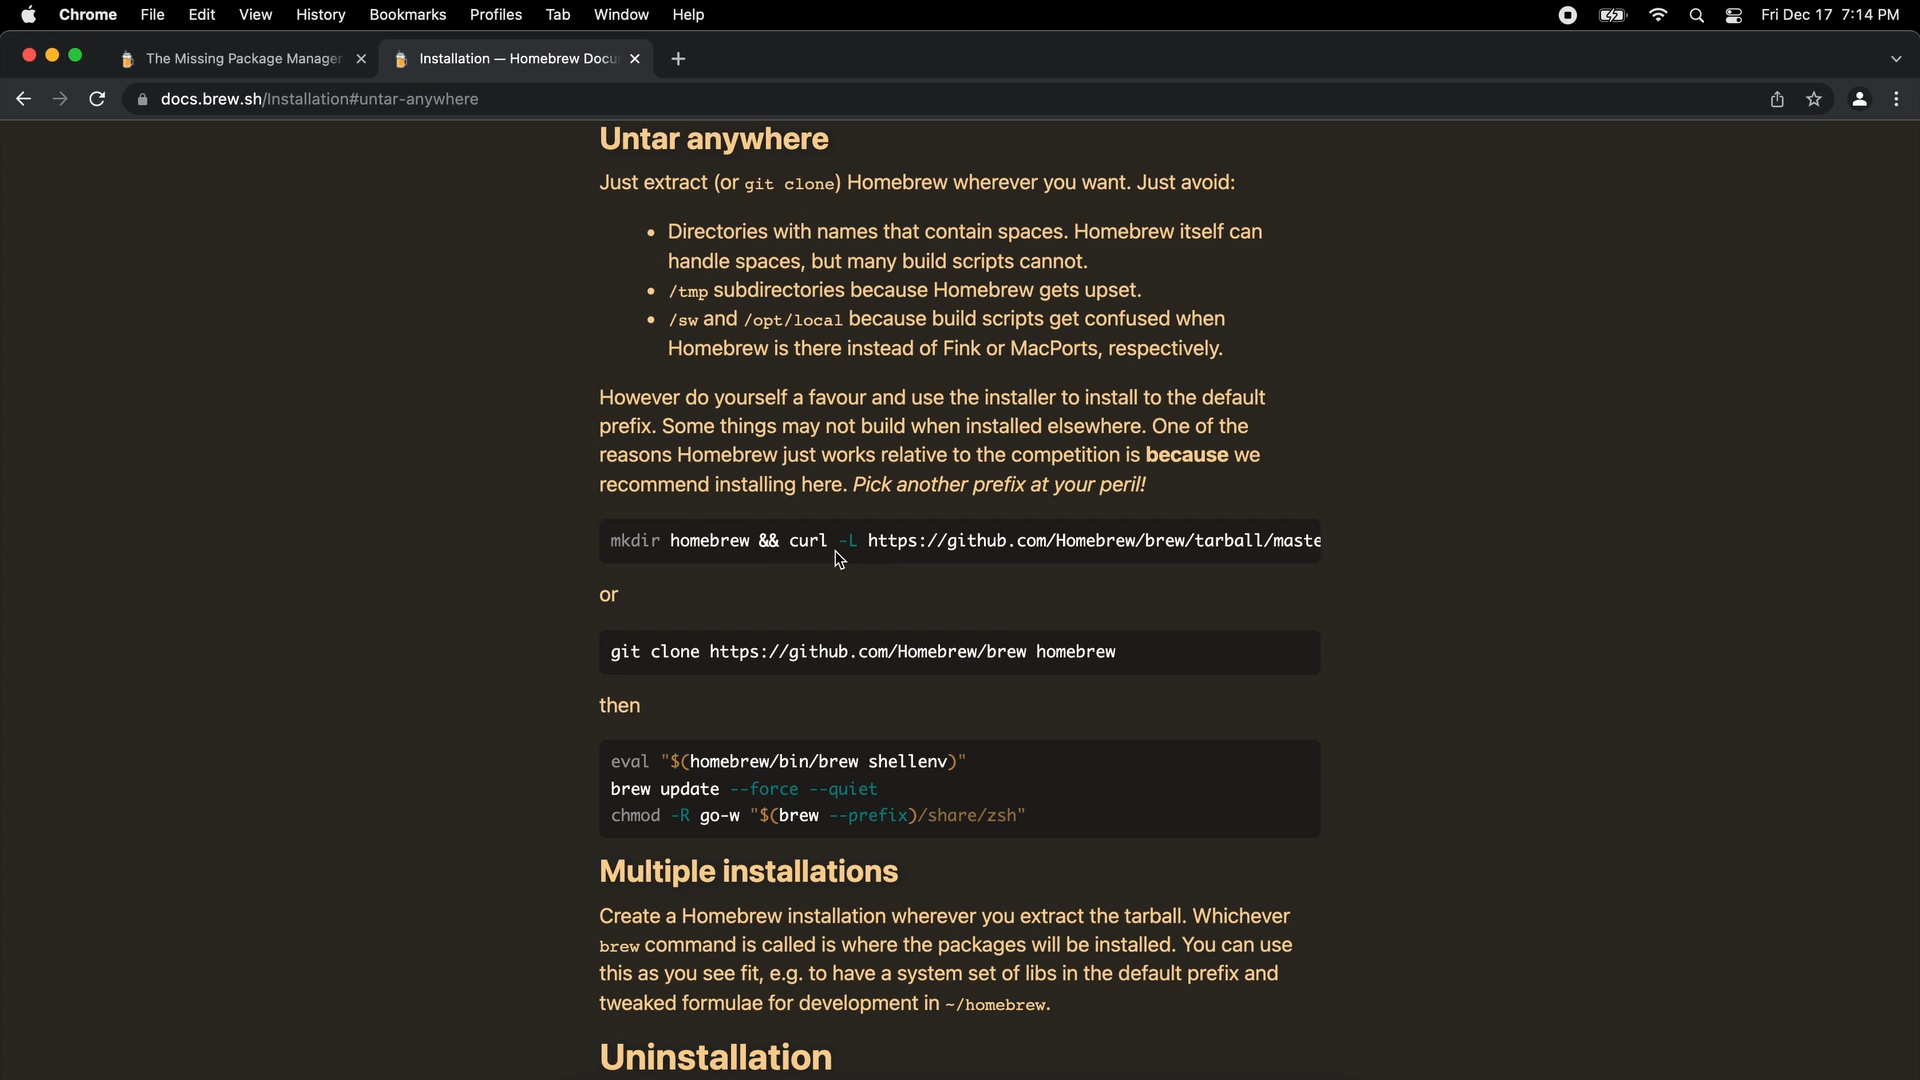 Chrome File Edit View History Bookmarks Profiles Tab Window Help Fri Dec 17 7:14 PM
The Missing Package Manager Installation — Homebrew Docu
docs.brew.sh/Installation#untar-anywhere
Untar anywhere
Just extract (or git clone) Homebrew wherever you want. Just avoid:
• Directories with names that contain spaces. Homebrew itself can
handle spaces, but many build scripts cannot.
• /tmp subdirectories because Homebrew gets upset.
• /sw and /opt/local because build scripts get confused when
Homebrew is there instead of Fink or MacPorts, respectively.
However do yourself a favour and use the installer to install to the default
prefix. Some things may not build when installed elsewhere. One of the
reasons Homebrew just works relative to the competition is because we
recommend installing here. Pick another prefix at your peril!
mkdir homebrew && curl -L https://github.com/Homebrew/brew/tarball/maste
or
git clone https://github.com/Homebrew/brew homebrew
then
eval "$(homebrew/bin/brew shellenv)"
brew update --force --quiet
chmod -R go-w "$(brew --prefix)/share/zsh"
Multiple installations
Create a Homebrew installation wherever you extract the tarball. Whichever
brew command is called is where the packages will be installed. You can use
this as you see fit, e.g. to have a system set of libs in the default prefix and
tweaked formulae for development in ~/homebrew.
Uninstallation